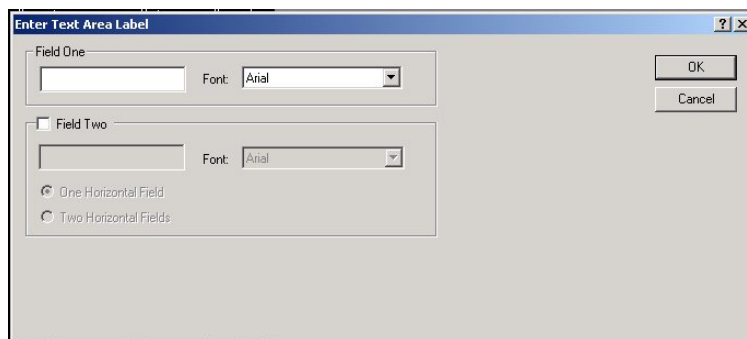 Enter Text Area Label
Field One
Font: Arial
OK
Cancel
Field Two
Font: Arial
One Horizontal Field
Two Horizontal Fields